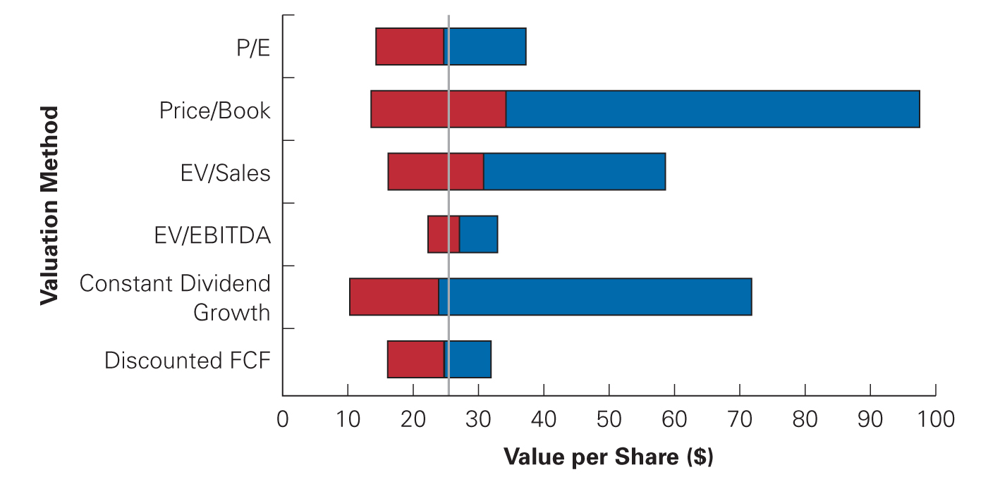 Valuation Method
P/E
Price/Book
EV/Sales
EV/EBITDA
Constant Dividend
Growth
Discounted FCF
0 10 20 30 40 50 60 70 80 90 100
Value per Share ($)